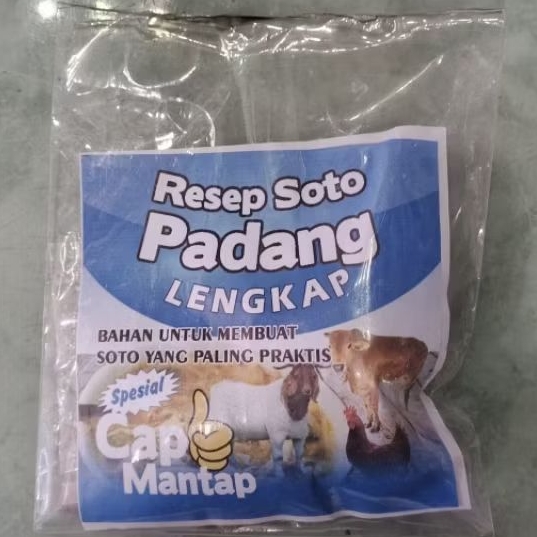 Resep Soto
Padang
LENGKAP
BAHAN UNTUK MEMBUAT
SOTO YANG PALING PRAKTIS
Spesial
Cap
Mantap